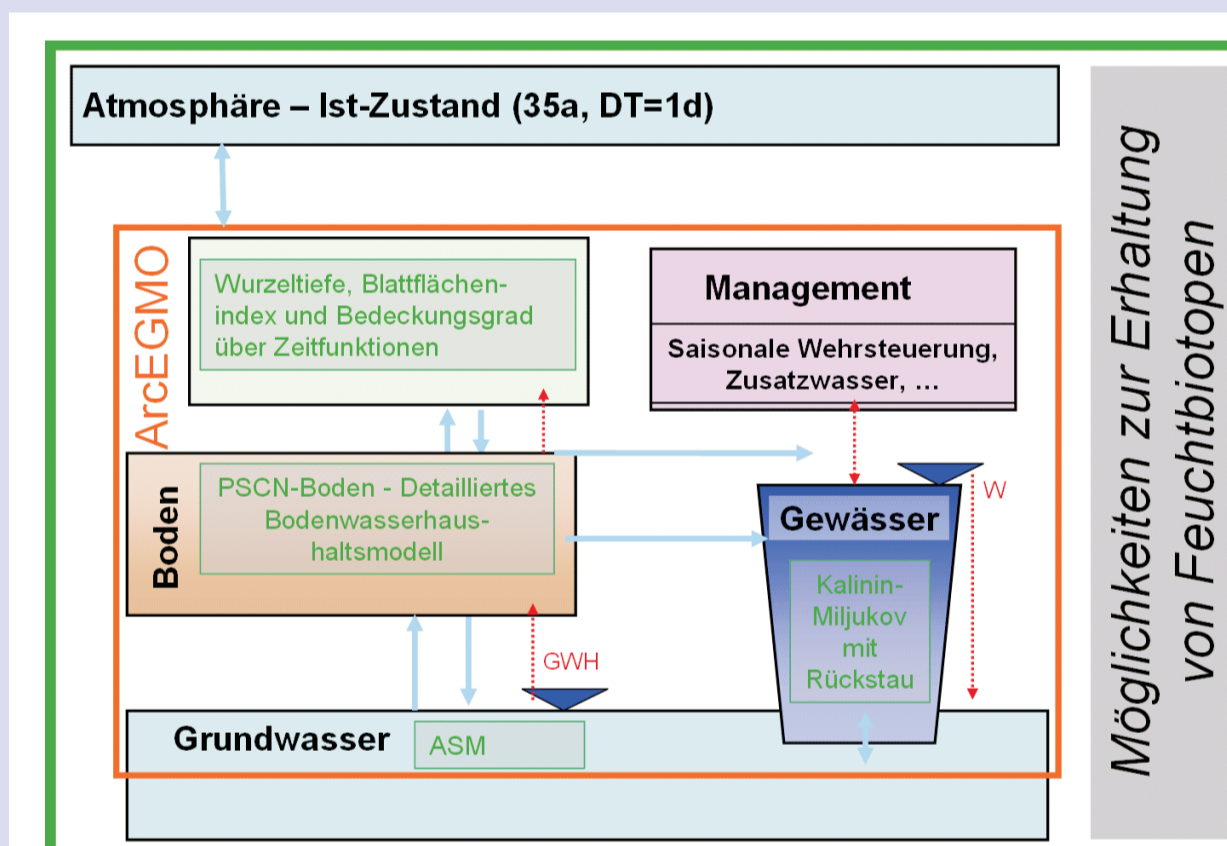 Atmosphäre – Ist-Zustand (35a, DT=1d)
ArcEGMO
Wurzeltiefe, Blattflächen-
index und Bedeckungsgrad
über Zeitfunktionen
Management
Saisonale Wehrsteuerung,
Zusatzwasser, ...
Boden
PSCN-Boden - Detailliertes
Bodenwasserhaus-
haltsmodell
Gewässer
Kalinin-
Miljukov
mit
Rückstau
W
GWH
Grundwasser
ASM
Möglichkeiten zur Erhaltung
von Feuchtbiotopen